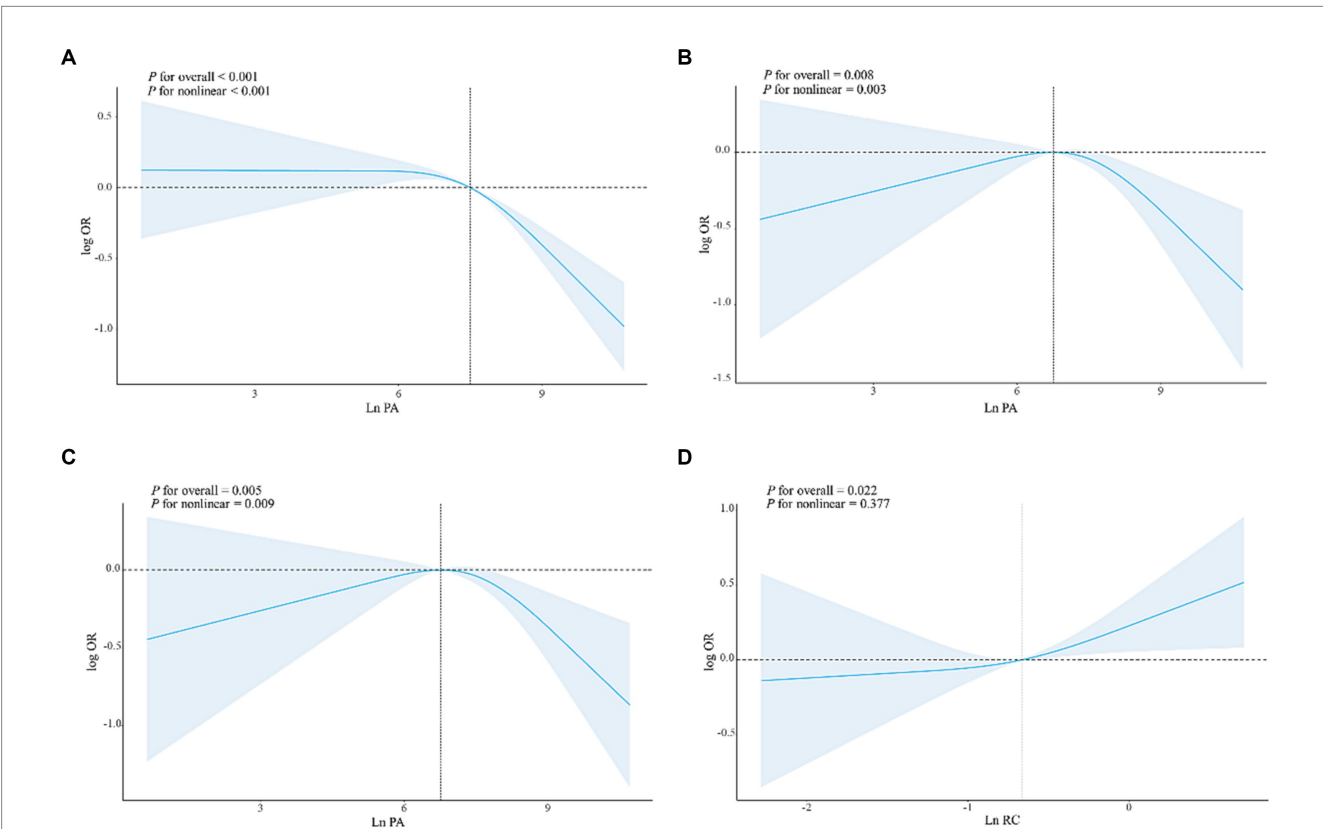 A
P for overall < 0.001
P for nonlinear < 0.001
0.5
0.0
-0.5
-1.0
log OR
3
6
9
Ln PA
B
P for overall = 0.008
P for nonlinear = 0.003
0.0
-0.5
-1.0
-1.5
log OR
3
6
9
Ln PA
C
P for overall = 0.005
P for nonlinear = 0.009
0.0
-0.5
-1.0
log OR
3
6
9
Ln PA
D
P for overall = 0.022
P for nonlinear = 0.377
1.0
0.5
0.0
-0.5
log OR
-2
-1
0
Ln RC